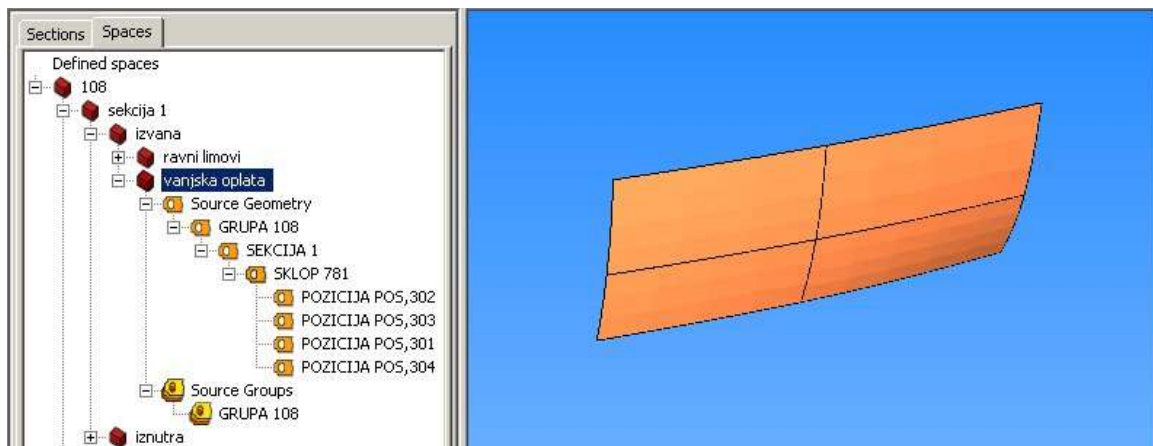 Sections Spaces
Defined spaces
108
sekcija 1
izvana
ravni limovi
vanjska oplata
Source Geometry
GRUPA 108
SEKCIJA 1
SKLOP 781
POZICIJA POS,302
POZICIJA POS,303
POZICIJA POS,301
POZICIJA POS,304
Source Groups
GRUPA 108
iznutra